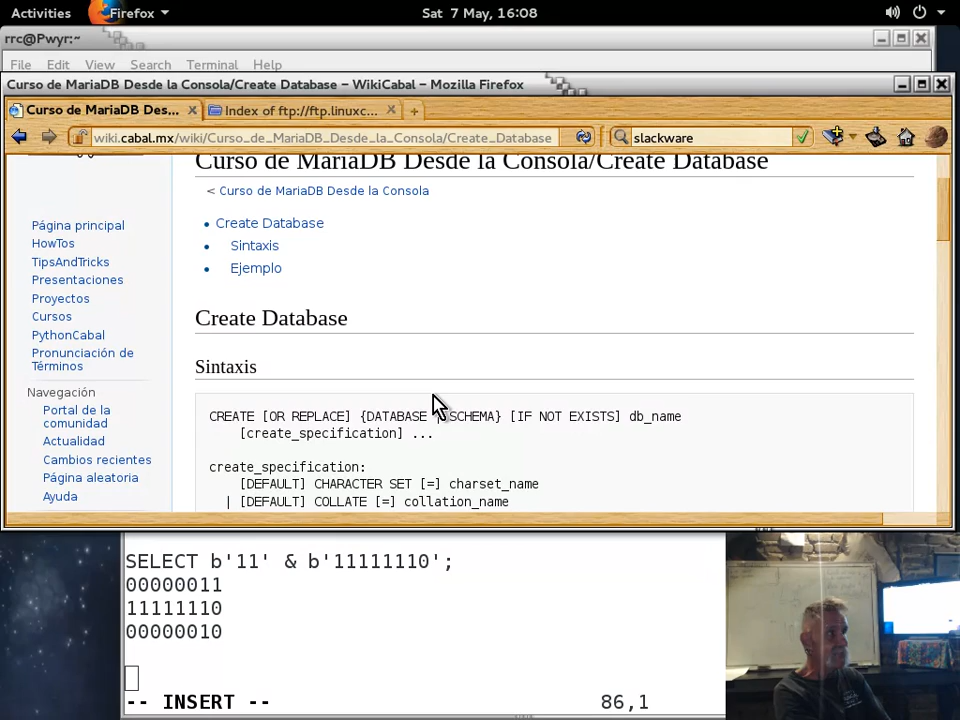 Activities
Firefox
Sat 7 May, 16:08
rrc@Pwyr:~
File Edit View Search Terminal Help
Curso de MariaDB Desde la Consola/Create Database – WikiCabal – Mozilla Firefox
Curso de MariaDB Des...
Index of ftp://ftp.linuxc...
wiki.cabal.mx/wiki/Curso_de_MariaDB_Desde_la_Consola/Create_Database
slackware
Curso de MariaDB Desde la Consola/Create Database
< Curso de MariaDB Desde la Consola
Create Database
Sintaxis
Ejemplo
Página principal
HowTos
TipsAndTricks
Presentaciones
Proyectos
Cursos
PythonCabal
Pronunciación de
Términos
Navegación
Portal de la
comunidad
Actualidad
Cambios recientes
Página aleatoria
Ayuda
Create Database
Sintaxis
CREATE [OR REPLACE] {DATABASE | SCHEMA} [IF NOT EXISTS] db_name
[create_specification] ...
create_specification:
[DEFAULT] CHARACTER SET [=] charset_name
| [DEFAULT] COLLATE [=] collation_name
SELECT b'11' & b'11111110';
00000011
11111110
00000010
-- INSERT --
86,1